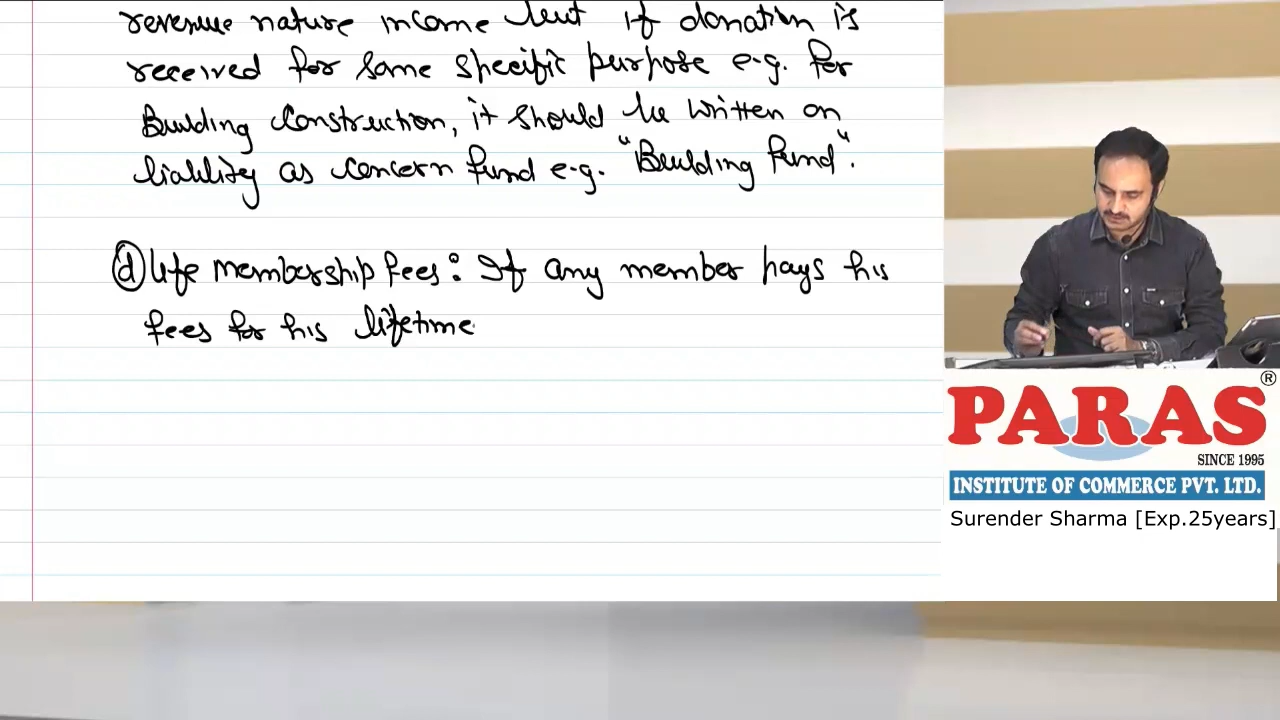 revenue nature income but if donation is
received for some specific purpose e.g. for
Building Construction, it should be written on
liability as concern fund e.g. "Building Fund".
(d) Life membership fees: If any member pays his
fees for his lifetime
PARAS®
SINCE 1995
INSTITUTE OF COMMERCE PVT. LTD.
Surender Sharma [Exp.25years]